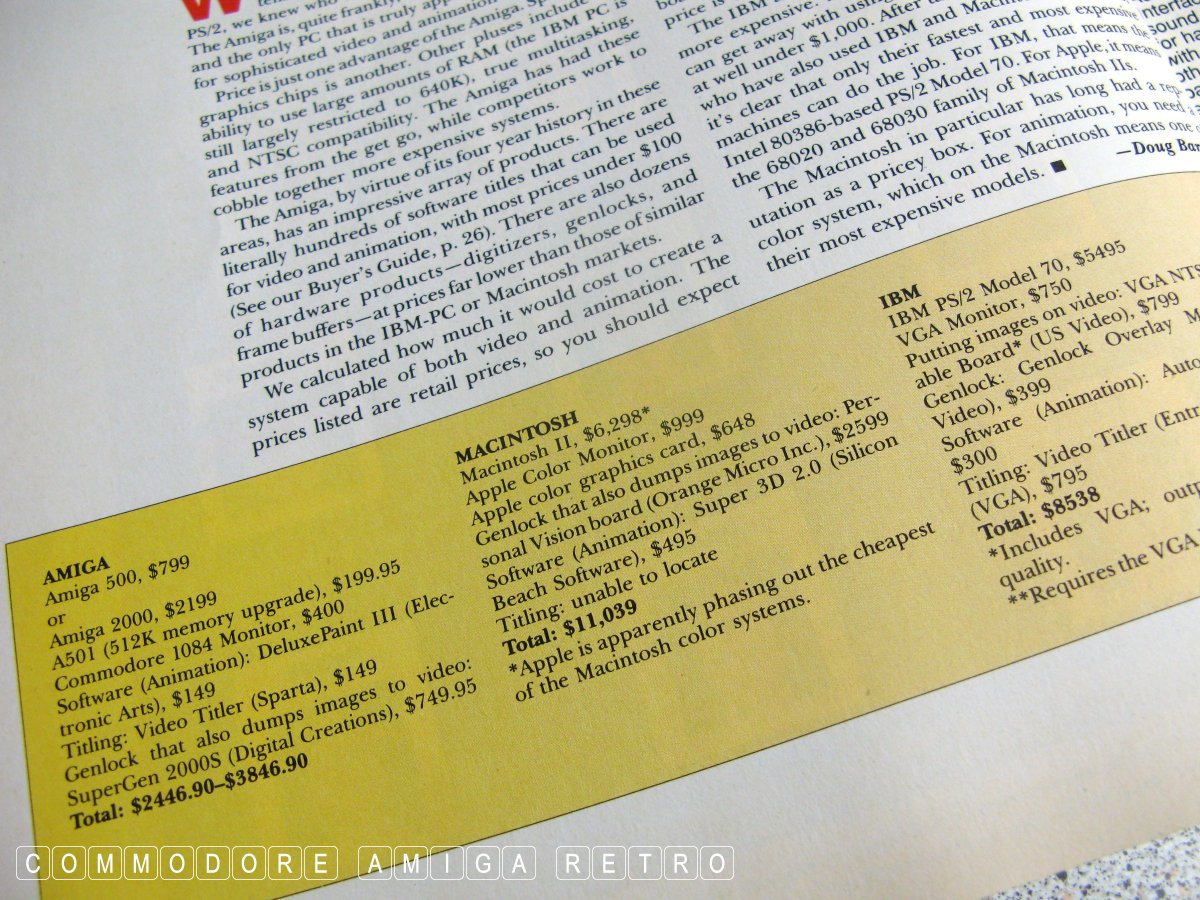 PS/2, we knew who
The Amiga is, quite frankly,
and the only PC that is truly
for sophisticated video and animation
Price is just one advantage of the Amiga.
graphics chips is another. Other pluses include
ability to use large amounts of RAM (the IBM PC is
still largely restricted to 640K), true multitasking,
and NTSC compatibility. The Amiga has had these
features from the get go, while competitors work to
cobble together more expensive systems.
The Amiga, by virtue of its four year history in these
areas, has an impressive array of products. There are
literally hundreds of software titles that can be used
for video and animation, with most prices under $100
(See our Buyer's Guide, p. 26). There are also dozens
of hardware products—digitizers, genlocks, and
frame buffers—at prices far lower than those of similar
products in the IBM-PC or Macintosh markets.
We calculated how much it would cost to create a
system capable of both video and animation. The
prices listed are retail prices, so you should expect
price is
The IBM
more expensive.
can get away with using
at well under $1,000. After
who have also used IBM and Macintosh
it's clear that only their fastest and most expensive
machines can do the job. For IBM, that means the
Intel 80386-based PS/2 Model 70. For Apple, it means
the 68020 and 68030 family of Macintosh IIs.
The Macintosh in particular has long had a rep-
utation as a pricey box. For animation, you need a
color system, which on the Macintosh means one
their most expensive models. ■
—Doug
AMIGA
Amiga 500, $799
or
Amiga 2000, $2199
A501 (512K memory upgrade), $199.95
Commodore 1084 Monitor, $400
Software (Animation): DeluxePaint III (Elec-
tronic Arts), $149
Titling: Video Titler (Sparta), $149
Genlock that also dumps images to video:
SuperGen 2000S (Digital Creations), $749.95
Total: $2446.90–$3846.90
MACINTOSH
Macintosh II, $6,298*
Apple Color Monitor, $999
Apple color graphics card, $648
Genlock that also dumps images to video: Per-
sonal Vision board (Orange Micro Inc.), $2599
Software (Animation): Super 3D 2.0 (Silicon
Beach Software), $495
Titling: unable to locate
Total: $11,039
*Apple is apparently phasing out the cheapest
of the Macintosh color systems.
IBM
IBM PS/2 Model 70, $5495
VGA Monitor, $750
Putting images on video: VGA
able Board* (US Video), $799
Genlock: Genlock Overlay
Video), $399
Software (Animation):
$300
Titling: Video Titler
(VGA), $795
Total: $8538
*Includes VGA;
quality.
**Requires the VGA
COMMODORE AMIGA RETRO